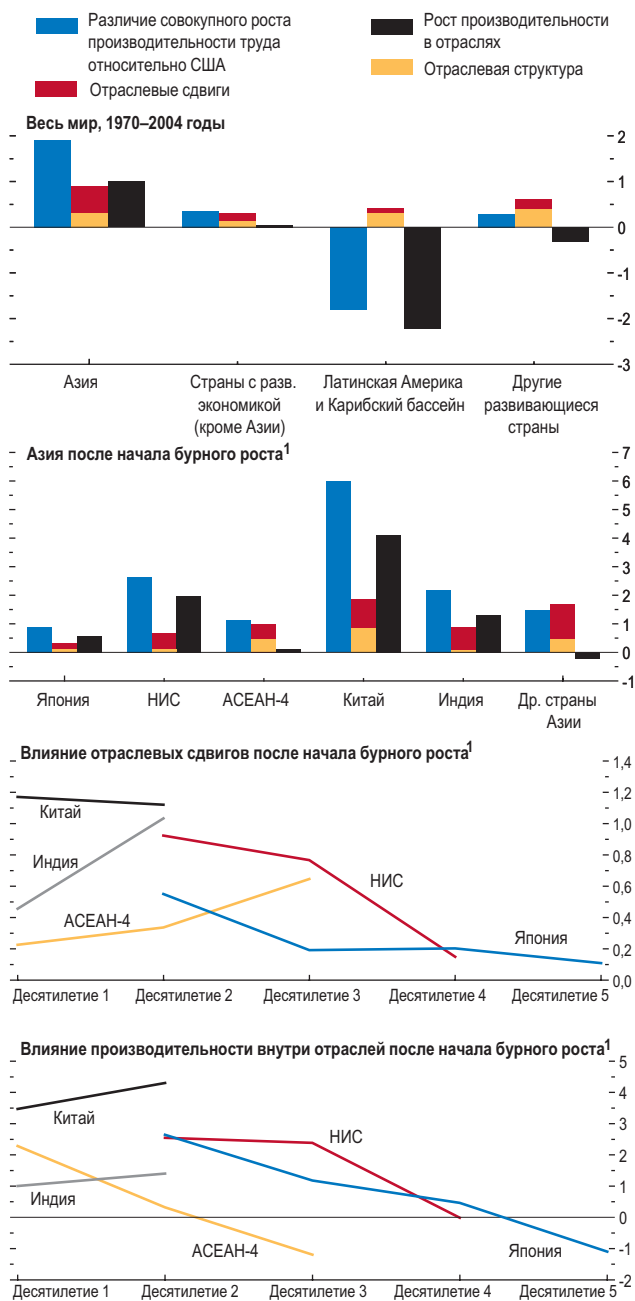 Различие совокупного роста
производительности труда
относительно США
Отраслевые сдвиги
Рост производительности
в отраслях
Отраслевая структура
Весь мир, 1970–2004 годы
2
1
0
-1
-2
-3
Азия
Страны с разв.
экономикой
(кроме Азии)
Латинская Америка
и Карибский бассейн
Другие
развивающиеся
страны
Азия после начала бурного роста1
7
6
5
4
3
2
1
0
-1
Япония
НИС
АСЕАН-4
Китай
Индия
Др. страны
Азии
Влияние отраслевых сдвигов после начала бурного роста1
1,4
1,2
1,0
0,8
0,6
0,4
0,2
0,0
Китай
Индия
АСЕАН-4
НИС
Япония
Десятилетие 1
Десятилетие 2
Десятилетие 3
Десятилетие 4
Десятилетие 5
Влияние производительности внутри отраслей после начала бурного роста1
5
4
3
2
1
0
-1
-2
Китай
НИС
Индия
АСЕАН-4
Япония
Десятилетие 1
Десятилетие 2
Десятилетие 3
Десятилетие 4
Десятилетие 5